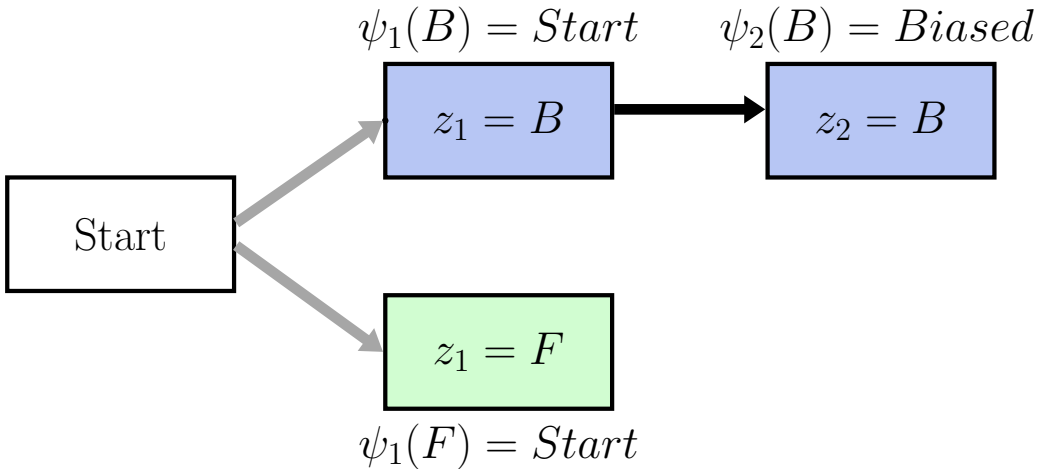 ψ₁(B) = Start
ψ₂(B) = Biased
z₁ = B
z₂ = B
Start
z₁ = F
ψ₁(F) = Start